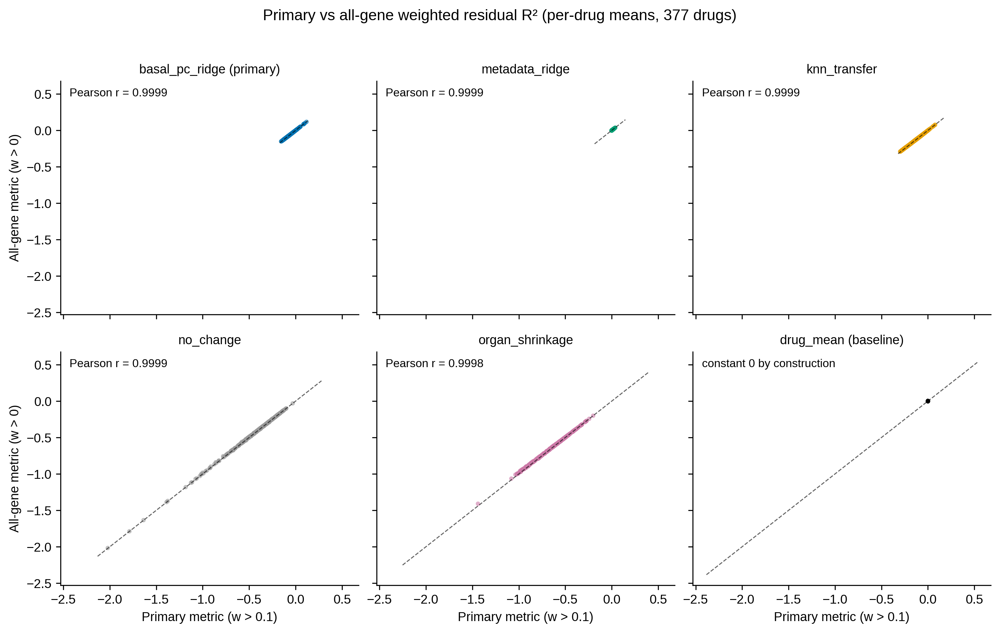 Primary vs all-gene weighted residual R² (per-drug means, 377 drugs)
basal_pc_ridge (primary)
Pearson r = 0.9999
0.5
0.0
−0.5
−1.0
−1.5
−2.0
−2.5
All-gene metric (w > 0)
metadata_ridge
Pearson r = 0.9999
knn_transfer
Pearson r = 0.9999
no_change
Pearson r = 0.9999
0.5
0.0
−0.5
−1.0
−1.5
−2.0
−2.5
All-gene metric (w > 0)
−2.5 −2.0 −1.5 −1.0 −0.5 0.0 0.5
Primary metric (w > 0.1)
organ_shrinkage
Pearson r = 0.9998
−2.5 −2.0 −1.5 −1.0 −0.5 0.0 0.5
Primary metric (w > 0.1)
drug_mean (baseline)
constant 0 by construction
−2.5 −2.0 −1.5 −1.0 −0.5 0.0 0.5
Primary metric (w > 0.1)